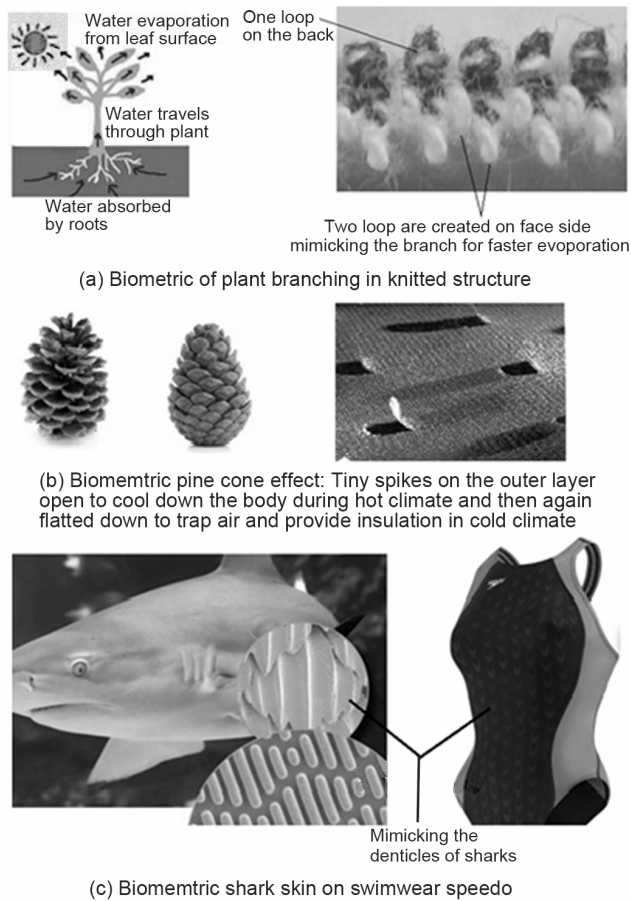 Water evaporation
from leaf surface
One loop
on the back
Water travels
through plant
Water absorbed
by roots
Two loop are created on face side
mimicking the branch for faster evoporation
(a) Biometric of plant branching in knitted structure
(b) Biomemtric pine cone effect: Tiny spikes on the outer layer
open to cool down the body during hot climate and then again
flatted down to trap air and provide insulation in cold climate
Mimicking the
denticles of sharks
(c) Biomemtric shark skin on swimwear speedo